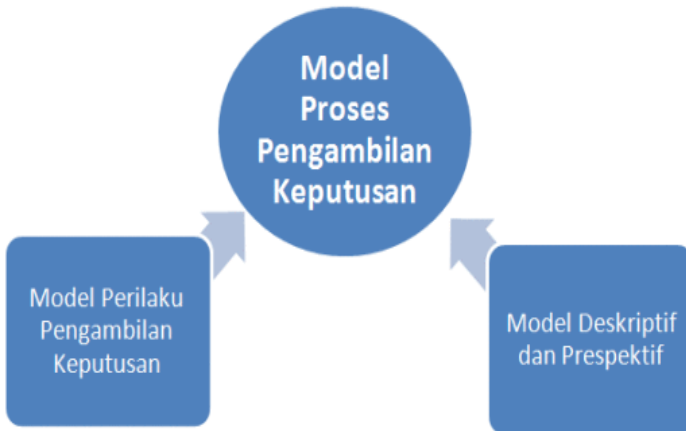 Model
Proses
Pengambilan
Keputusan
Model Perilaku
Pengambilan
Keputusan
Model Deskriptif
dan Prespektif